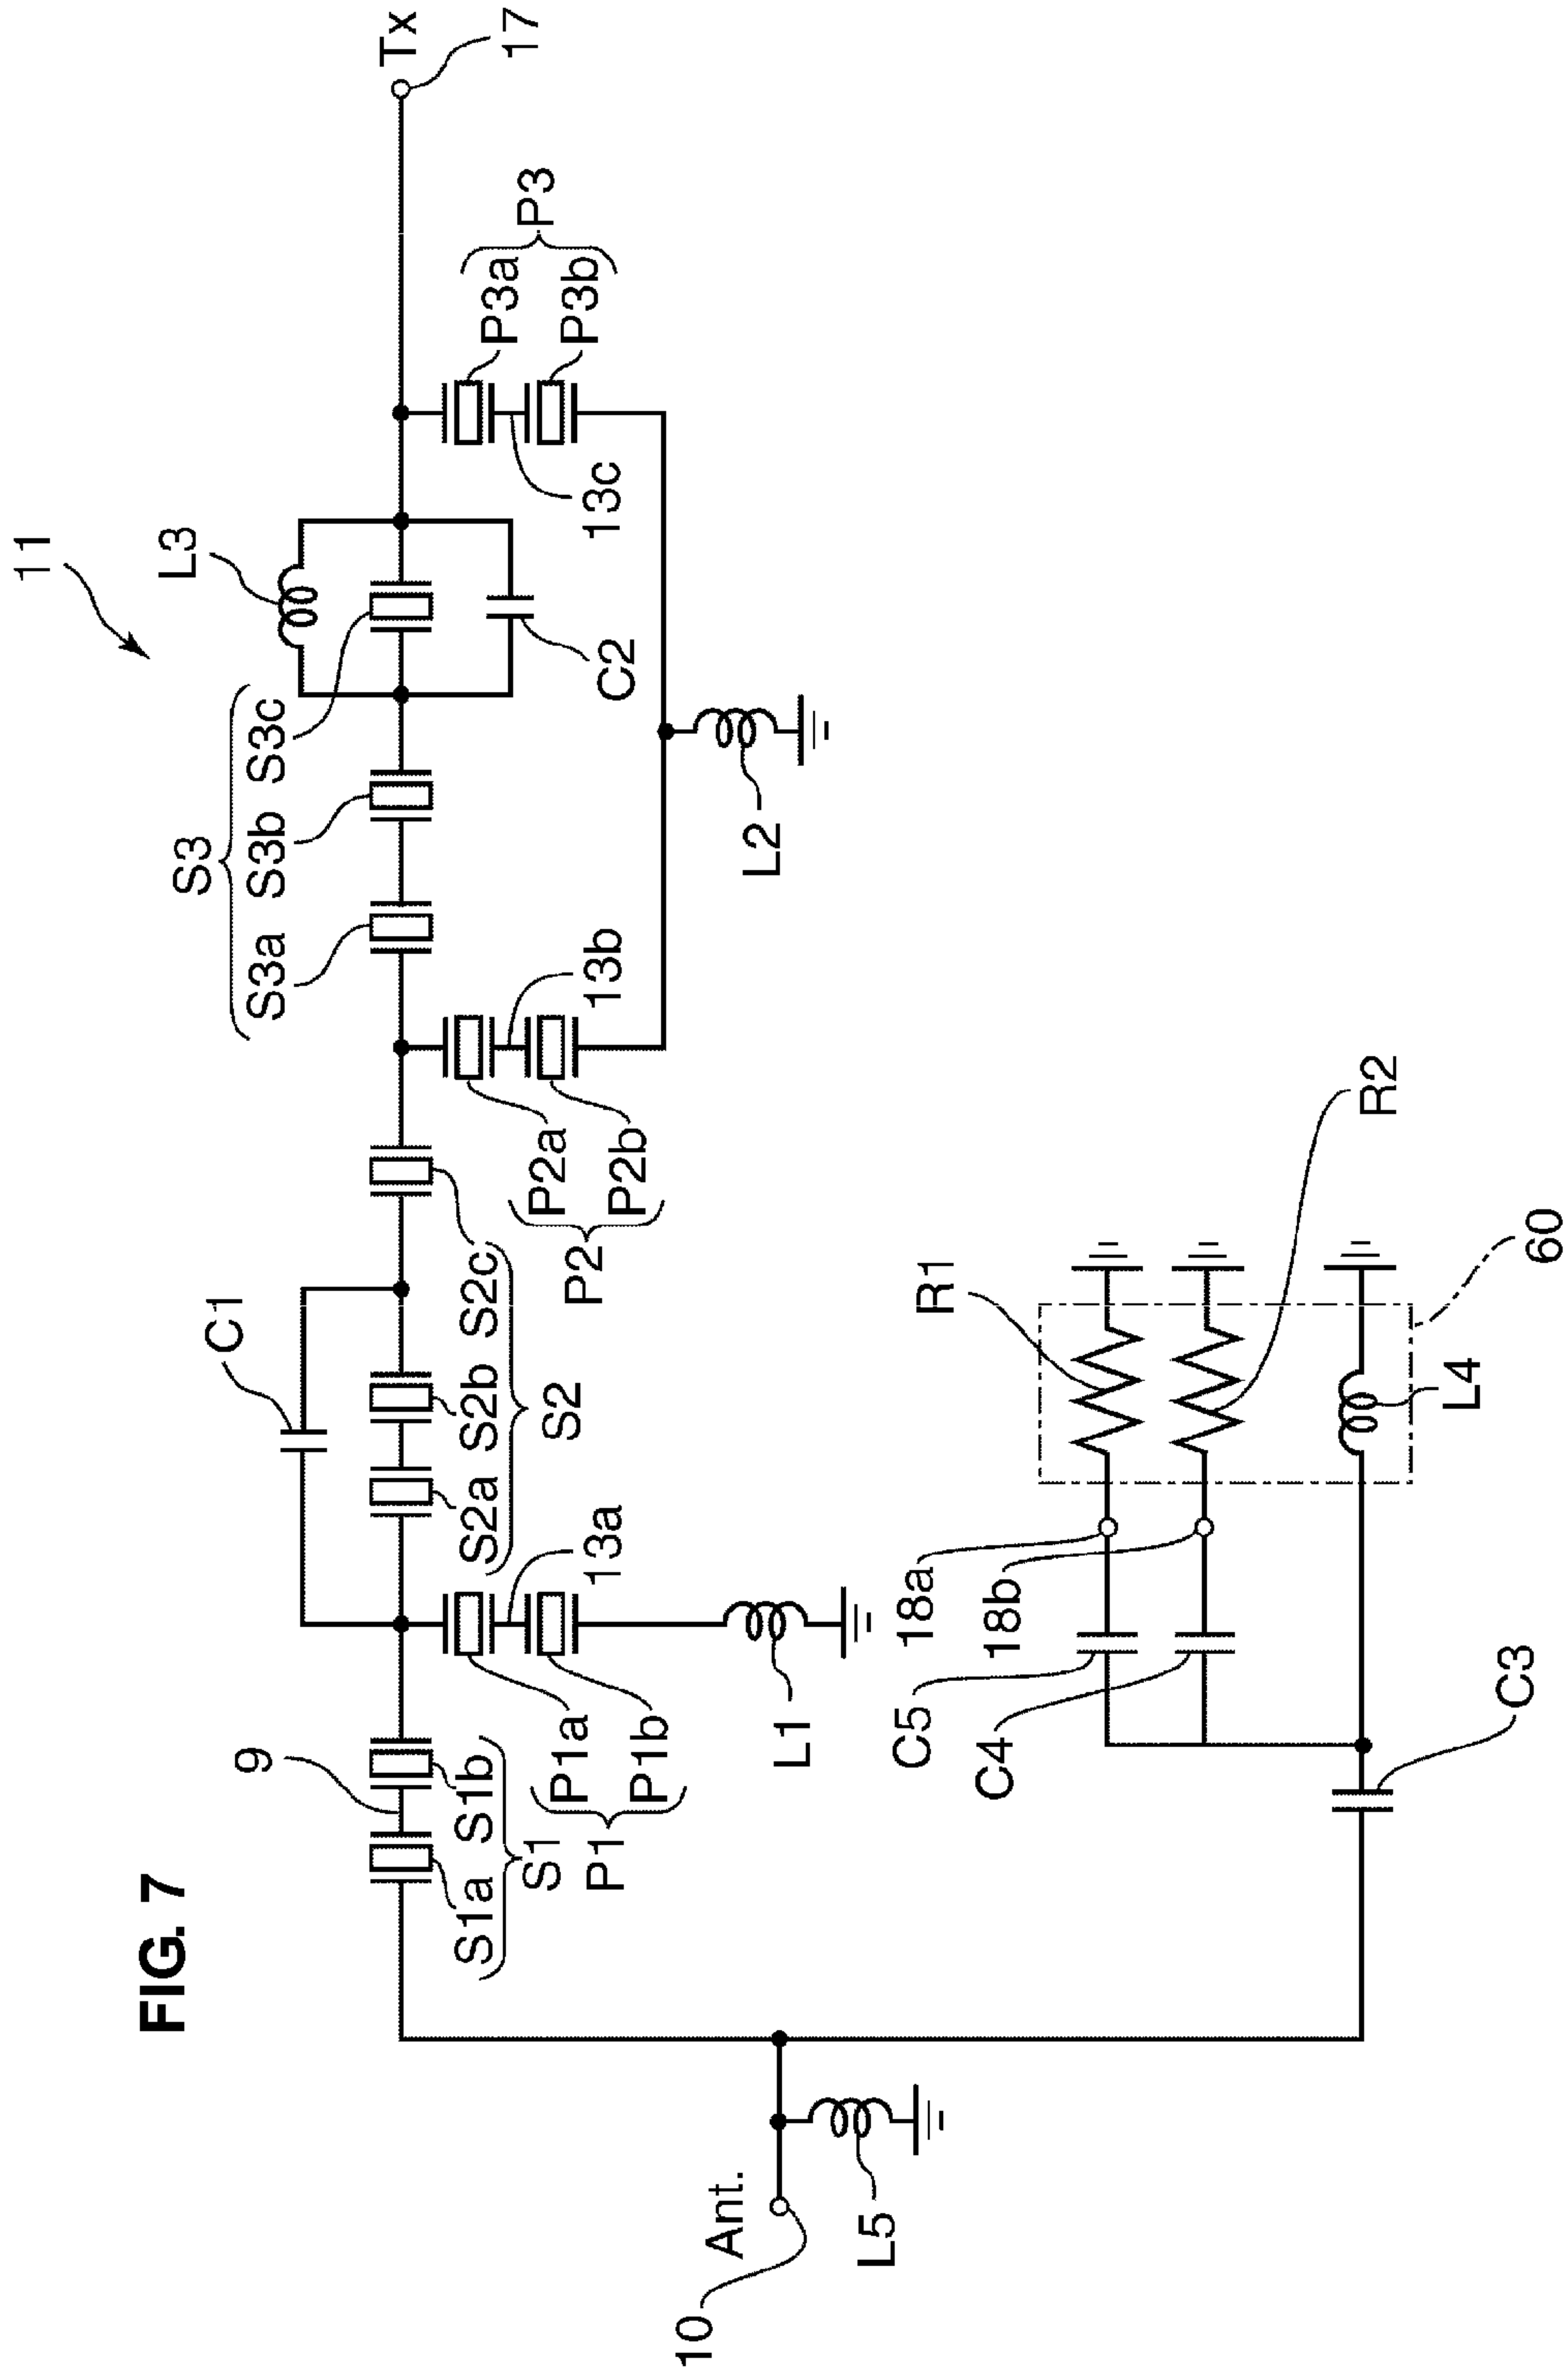 FIG. 7
11
L3
S3
C1
9
S3a
S3b
S3c
Tx
17
S1a
S1b
S1
S2a
S2b
S2c
S2
P1a
P1b
P1
13a
P2a
P2b
P2
13b
C2
13c
P3a
P3b
P3
L1
L2
Ant.
10
L5
C5
C4
18a
18b
R1
R2
L4
60
C3